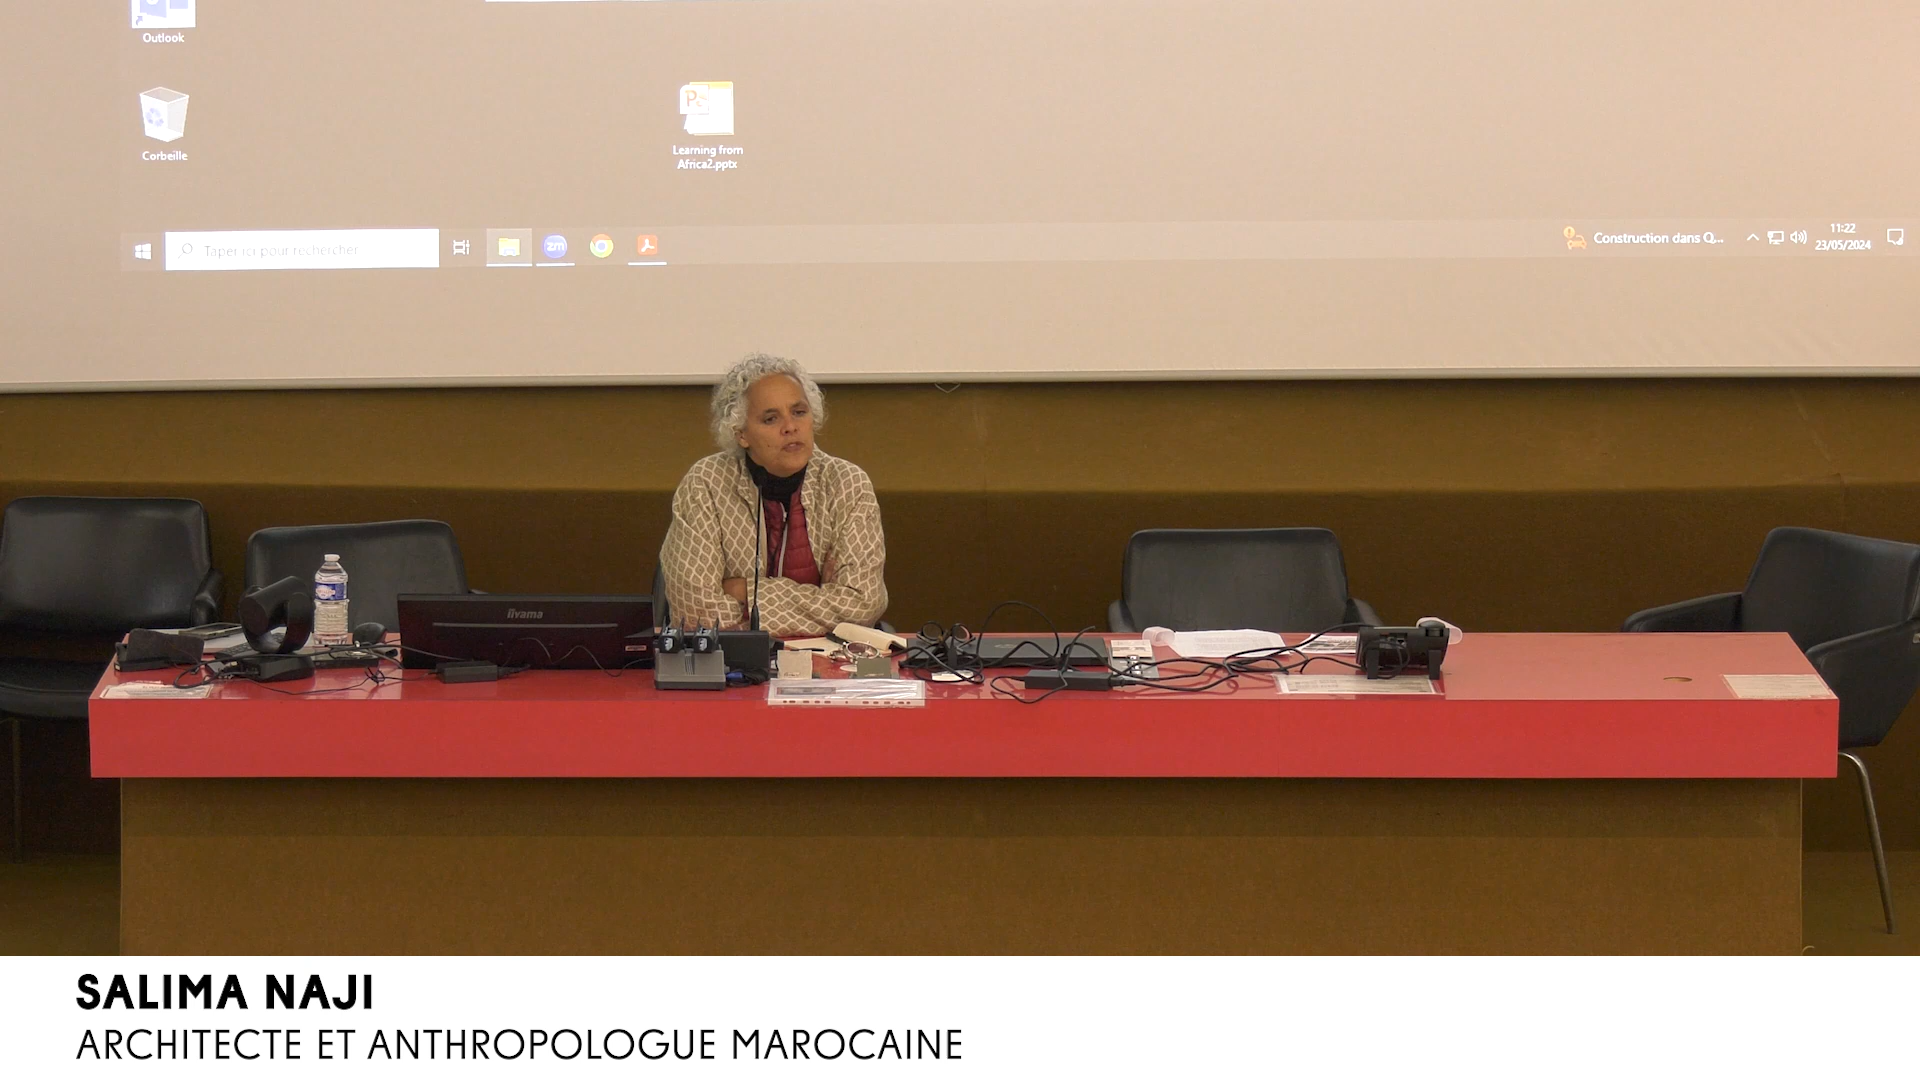 Outlook
Corbeille
Learning from
Africa2.pptx
Taper ici pour rechercher
zm
Construction dans Q...
11:22
23/05/2024
iiyama
SALIMA NAJI
ARCHITECTE ET ANTHROPOLOGUE MAROCAINE